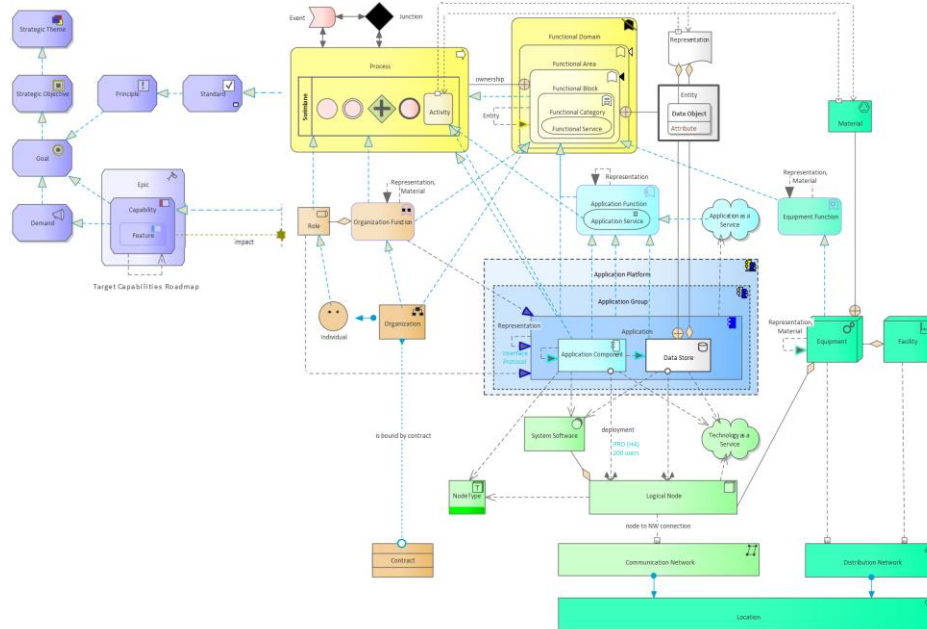 Strategic Theme
Strategic Objective
Principle
Standard
Goal
Demand
Epic
Capability
Feature
Target Capabilities Roadmap
impact
Event
Junction
Process
Swimlane
Activity
ownership
Entity
Functional Domain
Functional Area
Functional Block
Functional Category
Functional Service
Representation
Entity
Data Object
Attribute
Material
Role
Organization Function
Representation,
Material
Individual
Organization
is bound by contract
Contract
Representation
Application Function
Application Service
Application as a
Service
Representation,
Material
Equipment Function
Application Platform
Application Group
Application
Representation
Interface
Protocol
Application Component
Data Store
Representation,
Material
Equipment
Facility
System Software
deployment
PRD (HA)
200 users
Technology as a
Service
NodeType
Logical Node
node to NW connection
Communication Network
Distribution Network
Location